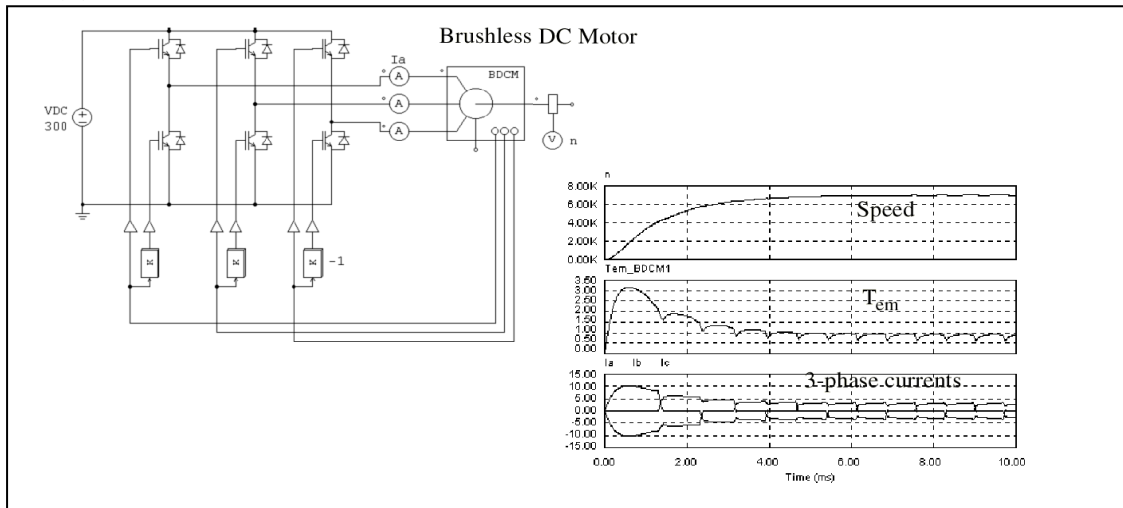 Brushless DC Motor
Ia
BDCM
A
A
A
VDC
300
V
n
-1
n
8.00K
6.00K
4.00K
2.00K
0.00K
Speed
Tem_BDCM1
3.50
3.00
2.50
2.00
1.50
1.00
0.50
0.00
Tem
Ia Ib Ic
15.00
10.00
5.00
0.00
-5.00
-10.00
-15.00
3-phase currents
0.00 2.00 4.00 6.00 8.00 10.00
Time (ms)